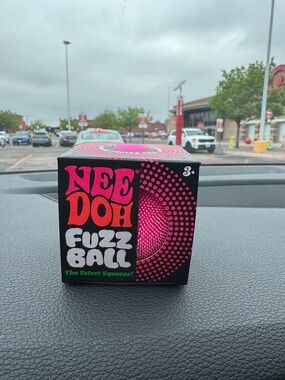 3+
NEE
DOH
FUZZ
BALL
The Velvet Squeeze!